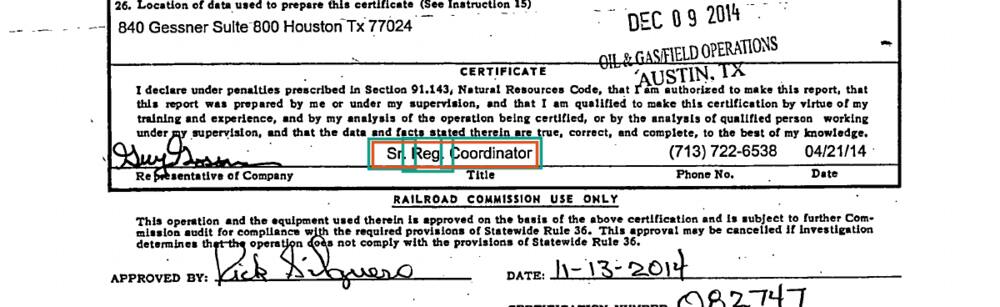 26. Location of data used to prepare this certificate (See Instruction 15)
840 Gessner Suite 800 Houston Tx 77024
DEC 09 2014
OIL & GAS/FIELD OPERATIONS
AUSTIN, TX
CERTIFICATE
I declare under penalties prescribed in Section 91.143, Natural Resources Code, that I am authorized to make this report, that
this report was prepared by me or under my supervision, and that I am qualified to make this certification by virtue of my
training and experience, and by my analysis of the operation being certified, or by the analysis of qualified person working
under my supervision, and that the data and facts stated therein are true, correct, and complete, to the best of my knowledge.
Sr. Reg. Coordinator (713) 722-6538 04/21/14
Representative of Company Title Phone No. Date
RAILROAD COMMISSION USE ONLY
This operation and the equipment used therein is approved on the basis of the above certification and is subject to further Com-
mission audit for compliance with the required provisions of Statewide Rule 36. This approval may be cancelled if investigation
determines that the operation does not comply with the provisions of Statewide Rule 36.
APPROVED BY: Rick DATE: 11-13-2014
082747